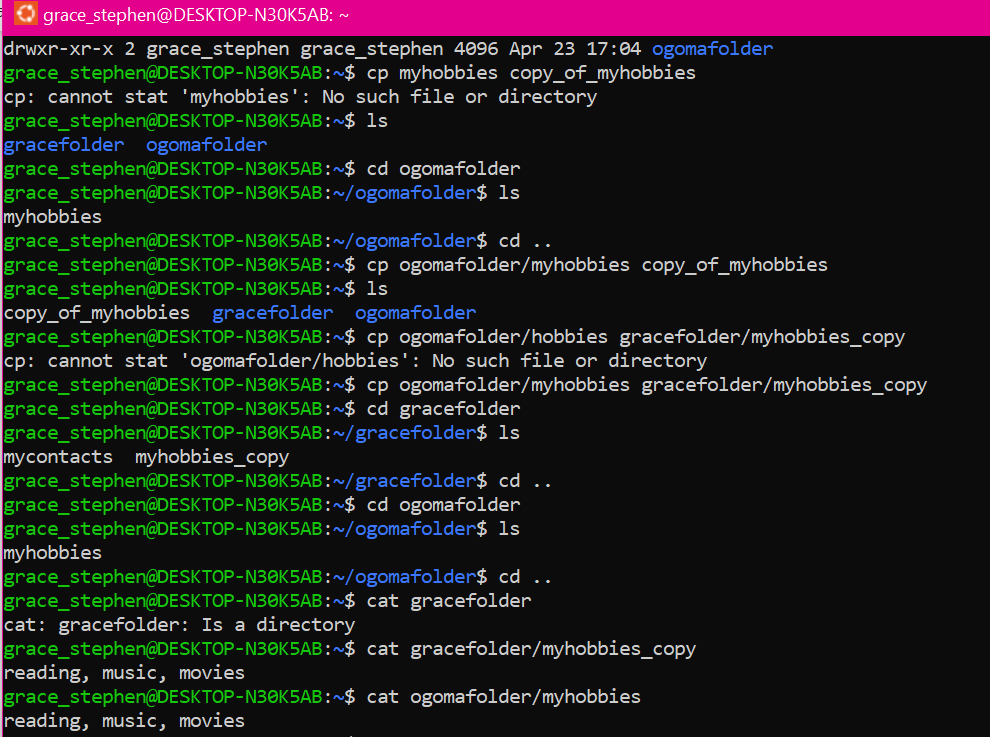 grace_stephen@DESKTOP-N30K5AB: ~
drwxr-xr-x 2 grace_stephen grace_stephen 4096 Apr 23 17:04 ogomafolder
grace_stephen@DESKTOP-N30K5AB:~$ cp myhobbies copy_of_myhobbies
cp: cannot stat 'myhobbies': No such file or directory
grace_stephen@DESKTOP-N30K5AB:~$ ls
gracefolder  ogomafolder
grace_stephen@DESKTOP-N30K5AB:~$ cd ogomafolder
grace_stephen@DESKTOP-N30K5AB:~/ogomafolder$ ls
myhobbies
grace_stephen@DESKTOP-N30K5AB:~/ogomafolder$ cd ..
grace_stephen@DESKTOP-N30K5AB:~$ cp ogomafolder/myhobbies copy_of_myhobbies
grace_stephen@DESKTOP-N30K5AB:~$ ls
copy_of_myhobbies  gracefolder  ogomafolder
grace_stephen@DESKTOP-N30K5AB:~$ cp ogomafolder/hobbies gracefolder/myhobbies_copy
cp: cannot stat 'ogomafolder/hobbies': No such file or directory
grace_stephen@DESKTOP-N30K5AB:~$ cp ogomafolder/myhobbies gracefolder/myhobbies_copy
grace_stephen@DESKTOP-N30K5AB:~$ cd gracefolder
grace_stephen@DESKTOP-N30K5AB:~/gracefolder$ ls
mycontacts  myhobbies_copy
grace_stephen@DESKTOP-N30K5AB:~/gracefolder$ cd ..
grace_stephen@DESKTOP-N30K5AB:~$ cd ogomafolder
grace_stephen@DESKTOP-N30K5AB:~/ogomafolder$ ls
myhobbies
grace_stephen@DESKTOP-N30K5AB:~/ogomafolder$ cd ..
grace_stephen@DESKTOP-N30K5AB:~$ cat gracefolder
cat: gracefolder: Is a directory
grace_stephen@DESKTOP-N30K5AB:~$ cat gracefolder/myhobbies_copy
reading, music, movies
grace_stephen@DESKTOP-N30K5AB:~$ cat ogomafolder/myhobbies
reading, music, movies